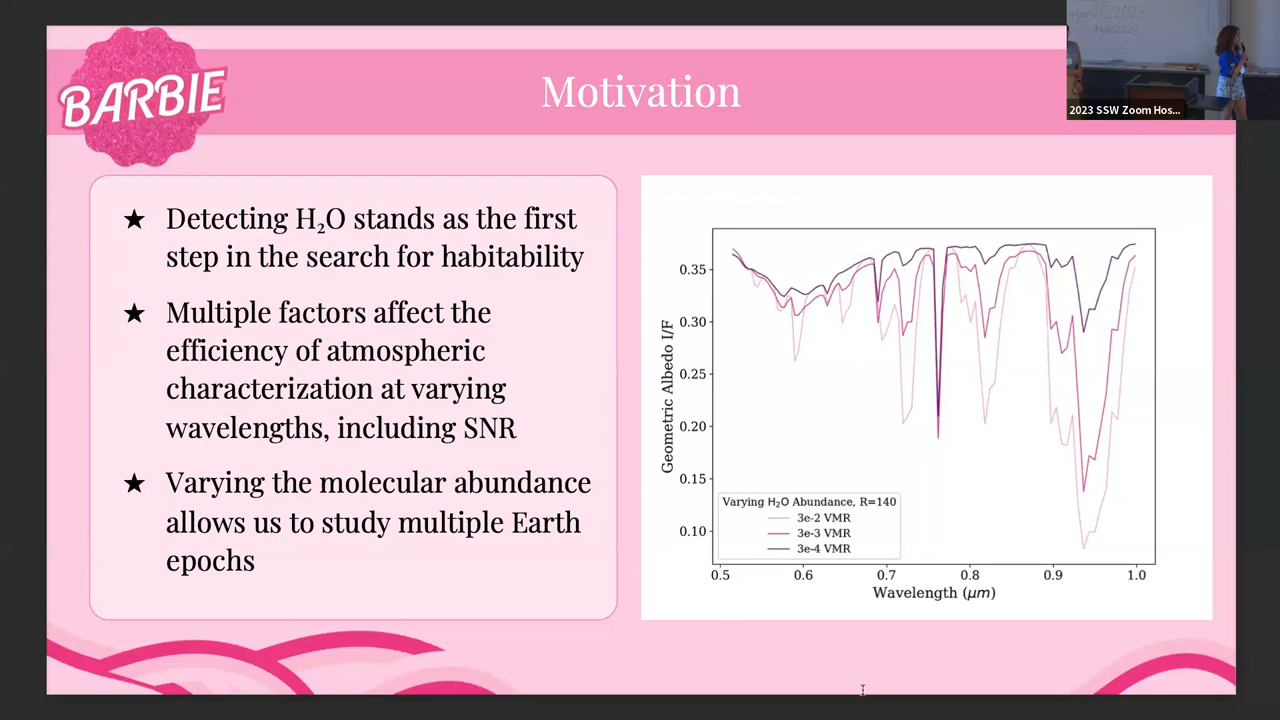 BARBIE
Motivation
2023 SSW Zoom Hos...
★ Detecting H₂O stands as the first
step in the search for habitability
★ Multiple factors affect the
efficiency of atmospheric
characterization at varying
wavelengths, including SNR
★ Varying the molecular abundance
allows us to study multiple Earth
epochs
Geometric Albedo I/F
0.35
0.30
0.25
0.20
0.15
0.10
Varying H₂O Abundance, R=140
3e-2 VMR
3e-3 VMR
3e-4 VMR
0.5 0.6 0.7 0.8 0.9 1.0
Wavelength (μm)